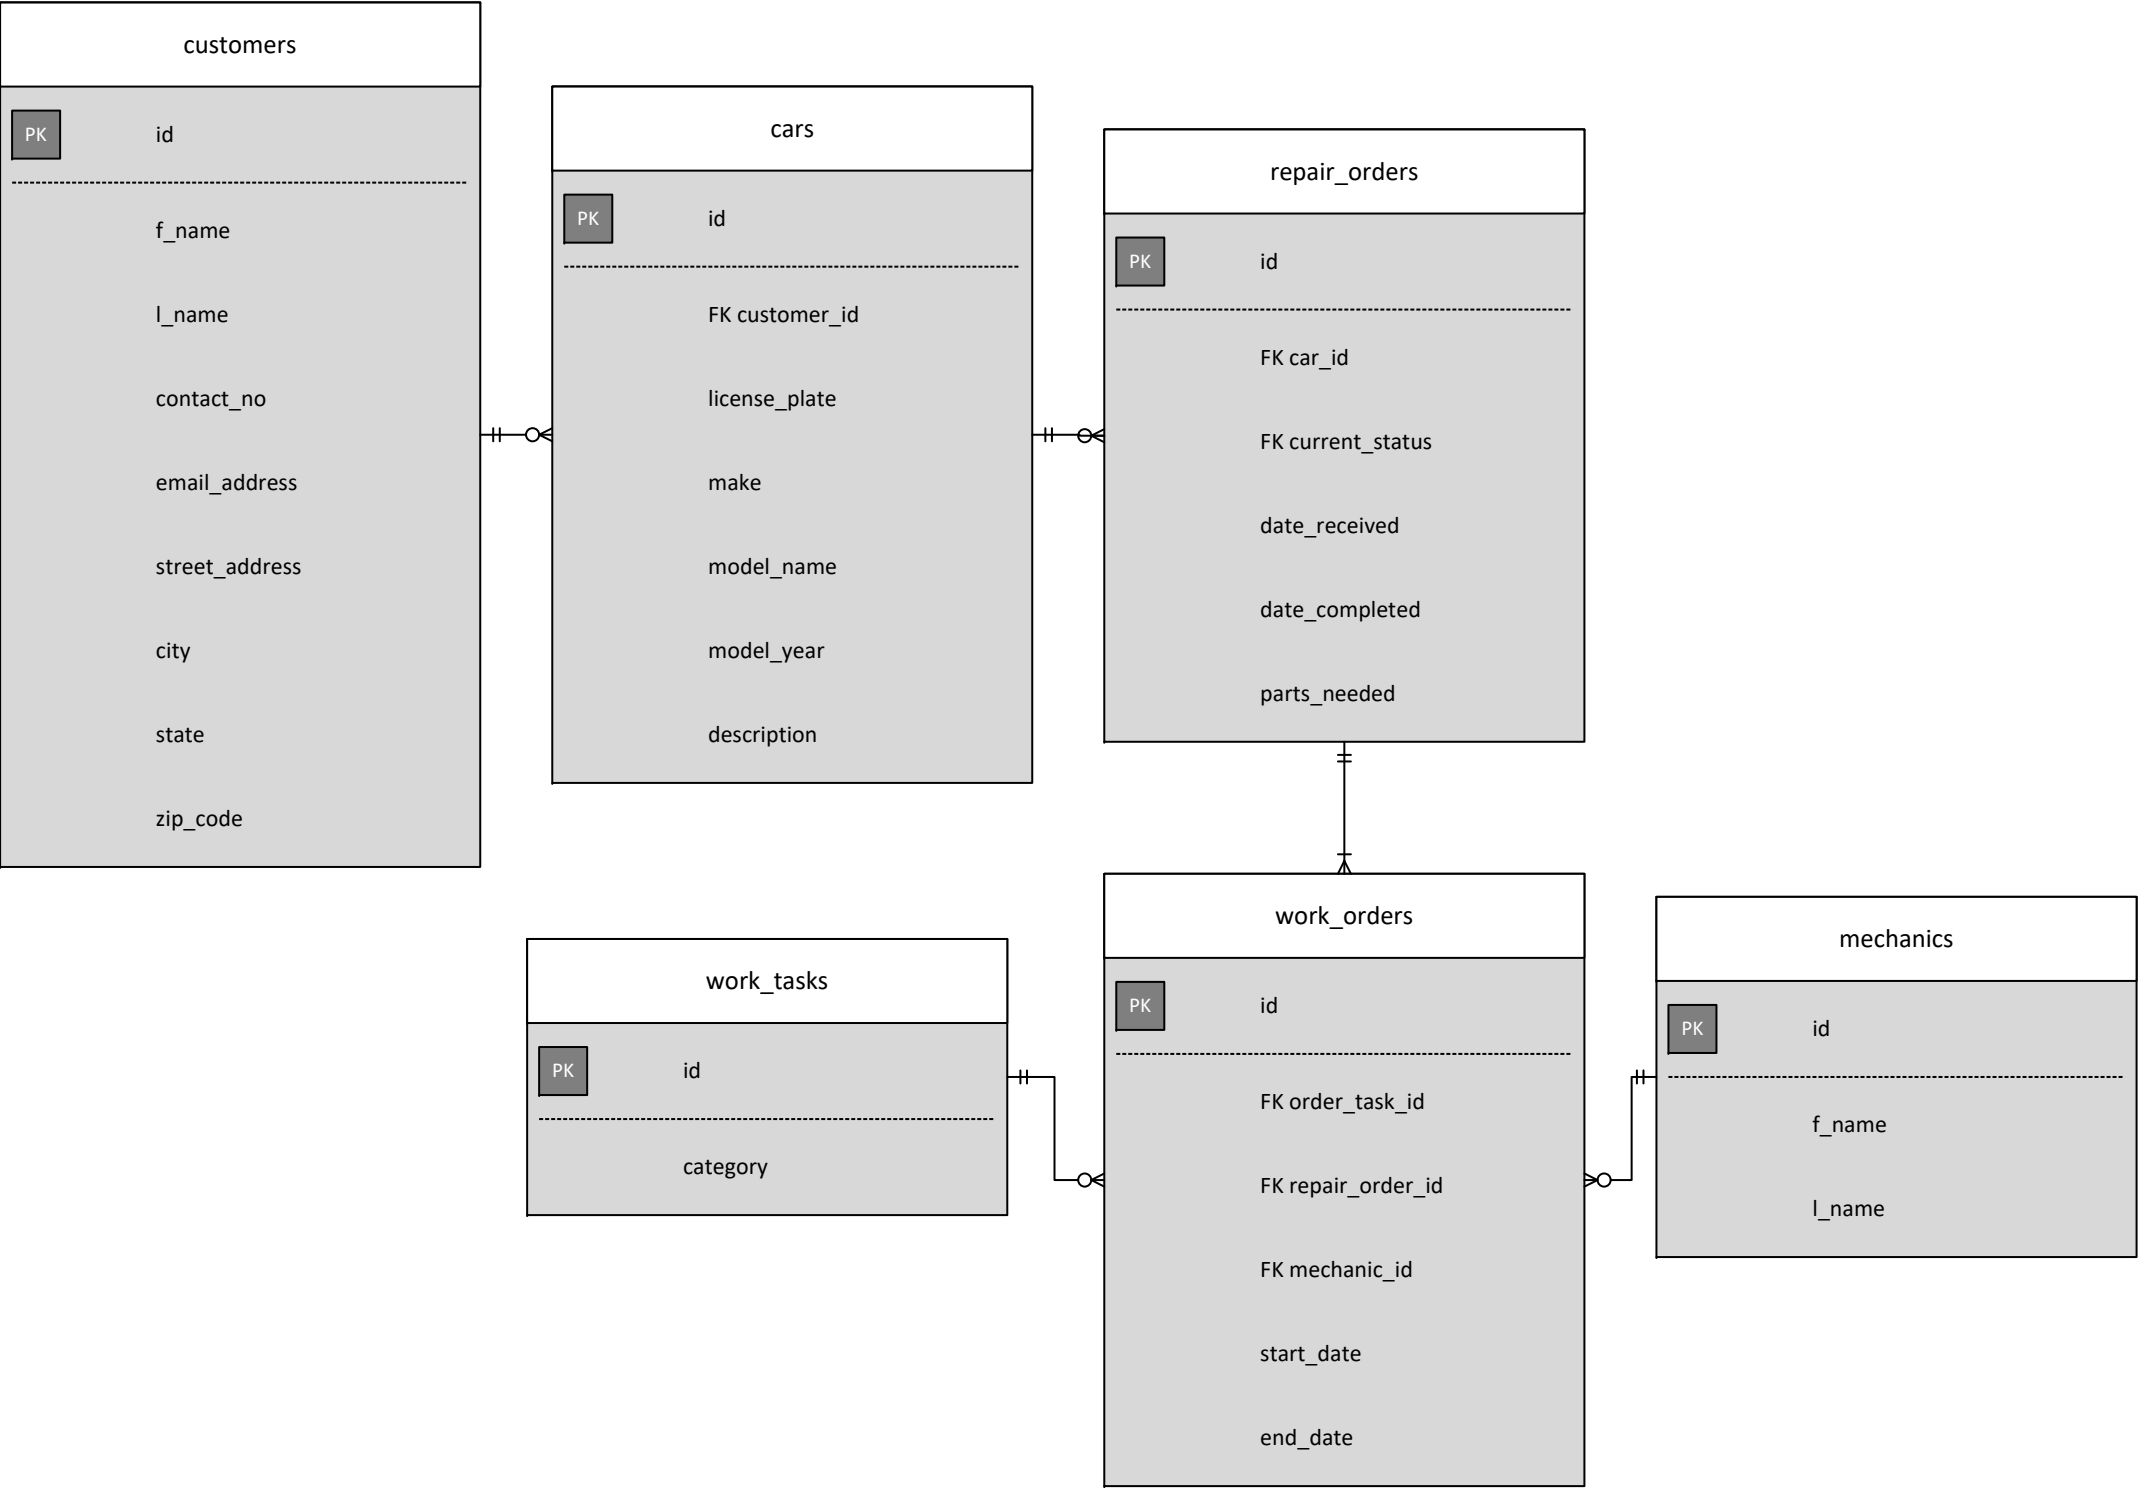 customers
PK id
f_name
l_name
contact_no
email_address
street_address
city
state
zip_code
cars
PK id
FK customer_id
license_plate
make
model_name
model_year
description
repair_orders
PK id
FK car_id
FK current_status
date_received
date_completed
parts_needed
work_tasks
PK id
category
work_orders
PK id
FK order_task_id
FK repair_order_id
FK mechanic_id
start_date
end_date
mechanics
PK id
f_name
l_name